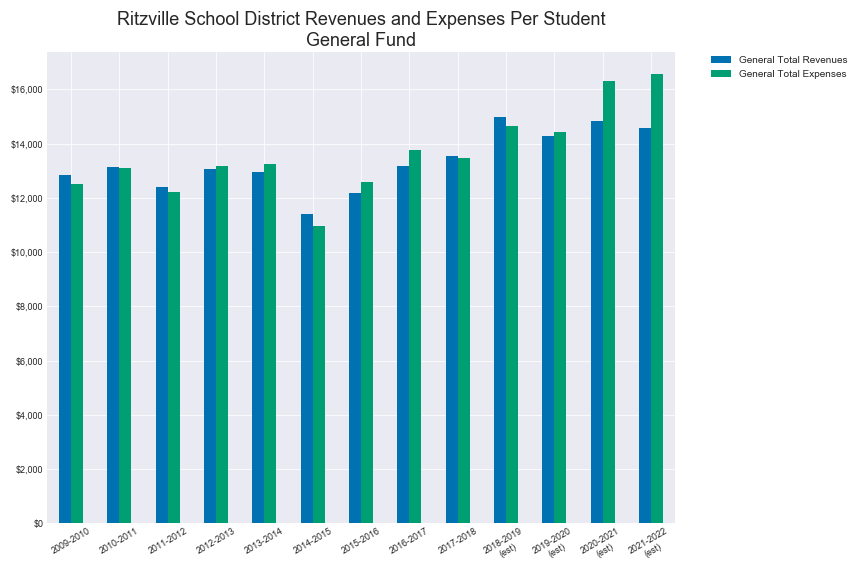 Ritzville School District Revenues and Expenses Per Student
General Fund
General Total Revenues
General Total Expenses
$16,000
$14,000
$12,000
$10,000
$8,000
$6,000
$4,000
$2,000
$0
2009-2010
2010-2011
2011-2012
2012-2013
2013-2014
2014-2015
2015-2016
2016-2017
2017-2018
2018-2019
(est)
2019-2020
(est)
2020-2021
(est)
2021-2022
(est)